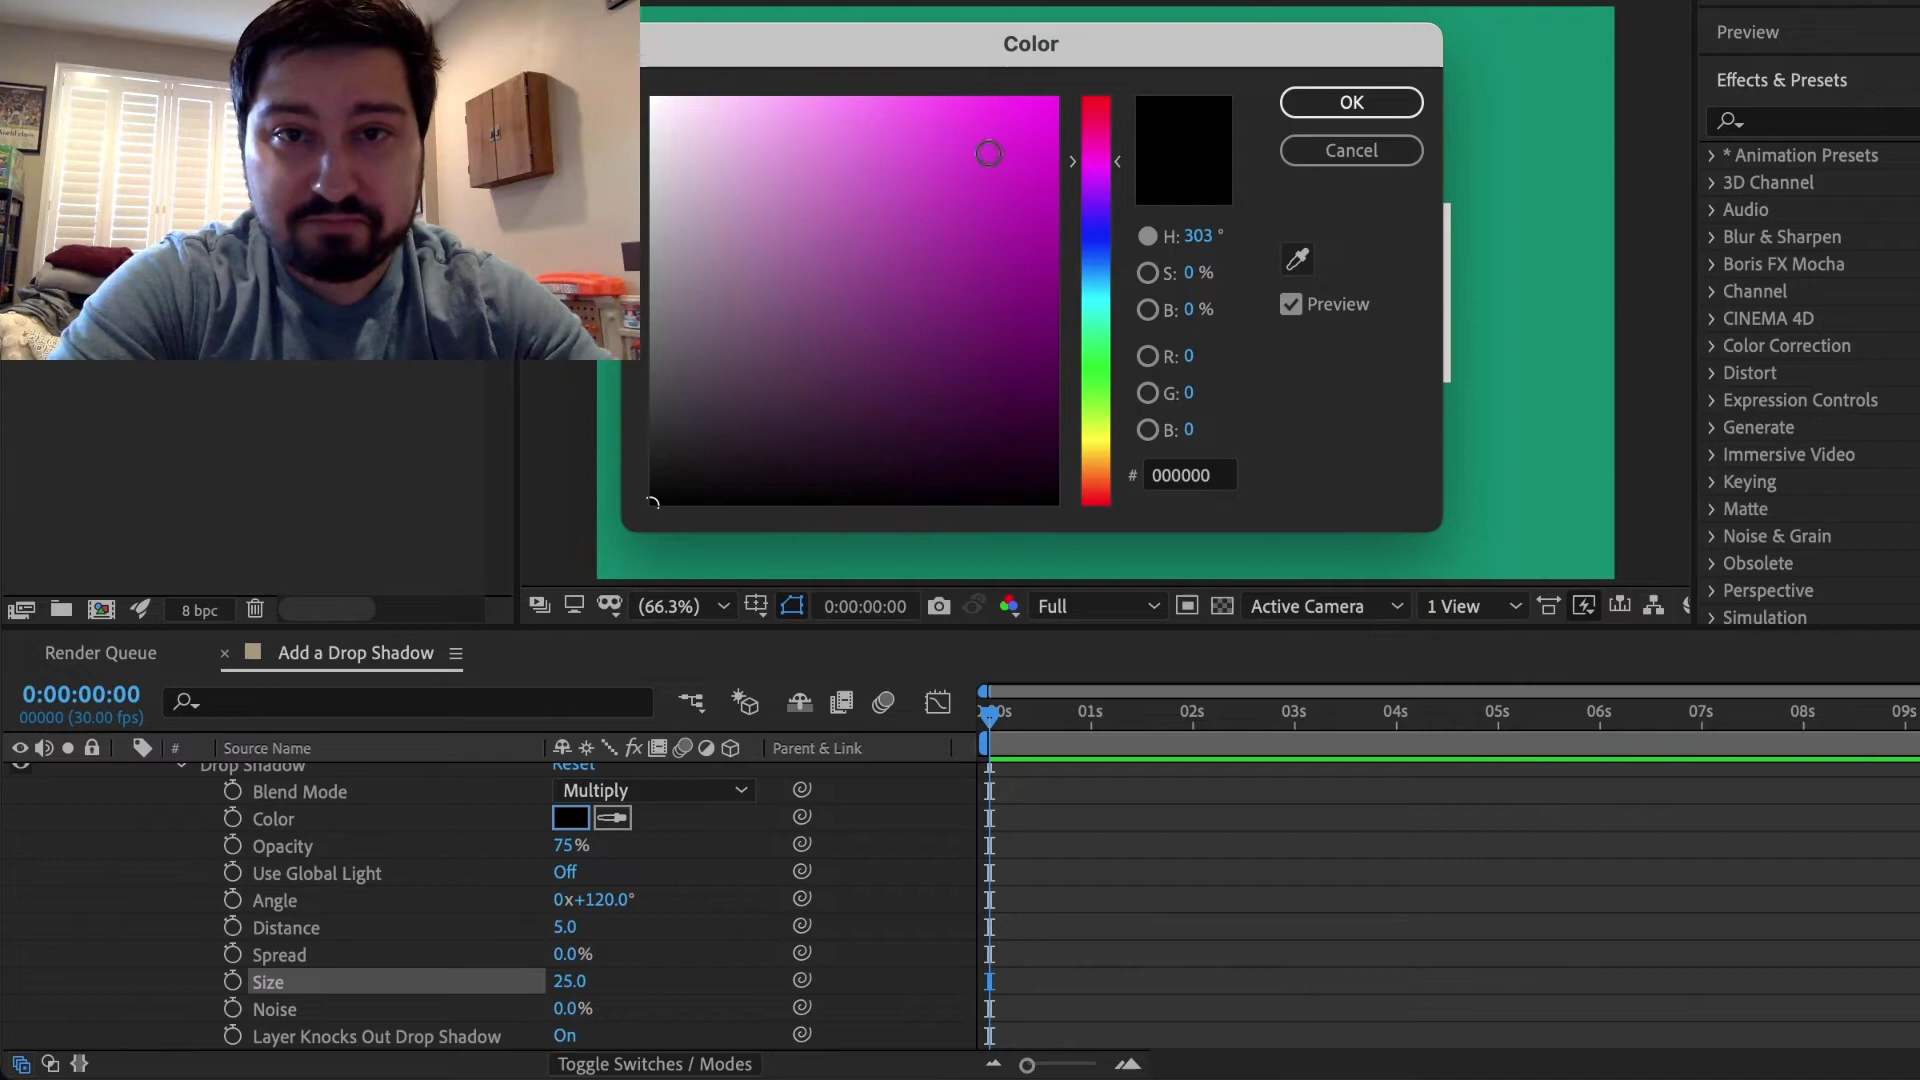 Color
OK
Cancel
H: 303 °
S: 0 %
B: 0 %
R: 0
G: 0
B: 0
# 000000
Preview
Preview
Effects & Presets
* Animation Presets
3D Channel
Audio
Blur & Sharpen
Boris FX Mocha
Channel
CINEMA 4D
Color Correction
Distort
Expression Controls
Generate
Immersive Video
Keying
Matte
Noise & Grain
Obsolete
Perspective
Simulation
8 bpc
(66.3%) 0:00:00:00 Full Active Camera 1 View
Render Queue × Add a Drop Shadow
0:00:00:00
00000 (30.00 fps)
01s 02s 03s 04s 05s 06s 07s 08s 09s
# Source Name fx Parent & Link
Drop Shadow Reset
Blend Mode Multiply
Color
Opacity 75%
Use Global Light Off
Angle 0x+120.0°
Distance 5.0
Spread 0.0%
Size 25.0
Noise 0.0%
Layer Knocks Out Drop Shadow On
Toggle Switches / Modes